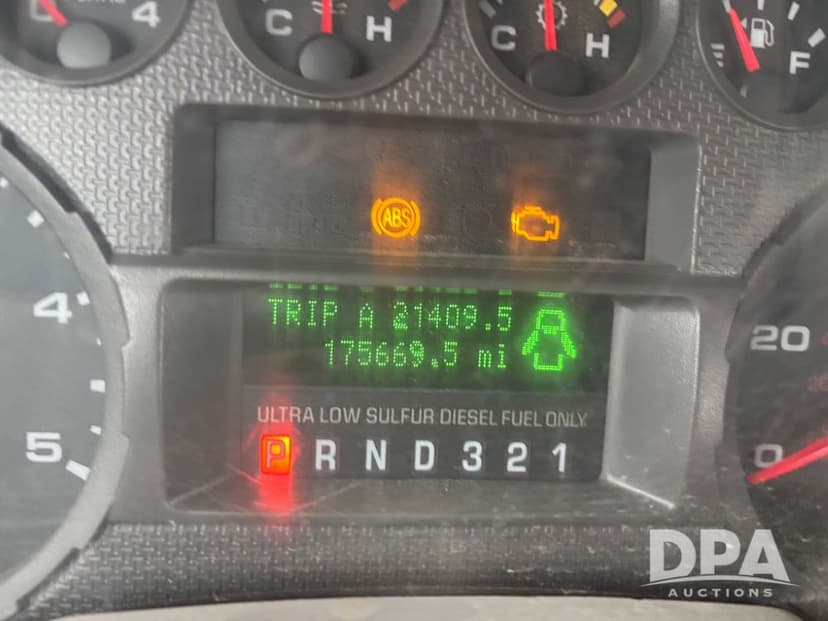 4
C H
C H
F
ABS
4
TRIP A 21409.5
175669.5 mi
20
ULTRA LOW SULFUR DIESEL FUEL ONLY
5
P R N D 3 2 1
0
DPA
AUCTIONS